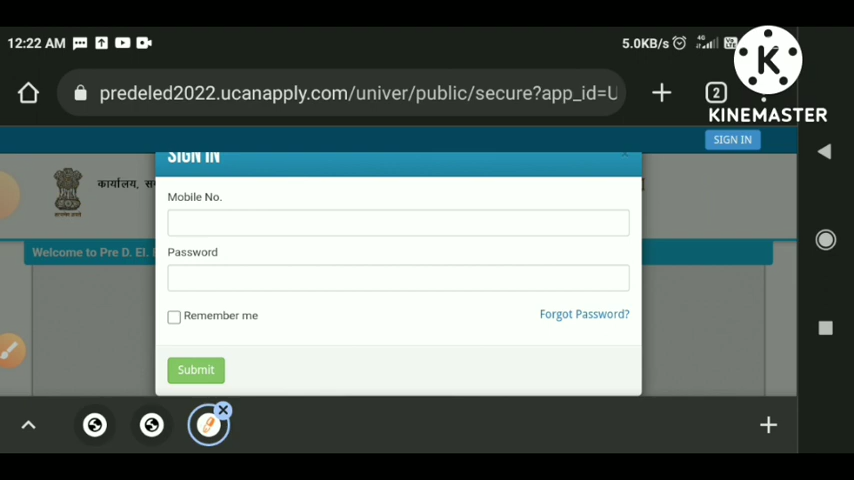 12:22 AM
5.0KB/s
4G
predeled2022.ucanapply.com/univer/public/secure?app_id=U
2
K
KINEMASTER
SIGN IN
SIGN IN
कार्यालय,
Mobile No.
Welcome to Pre D. El.
Password
Remember me
Forgot Password?
Submit